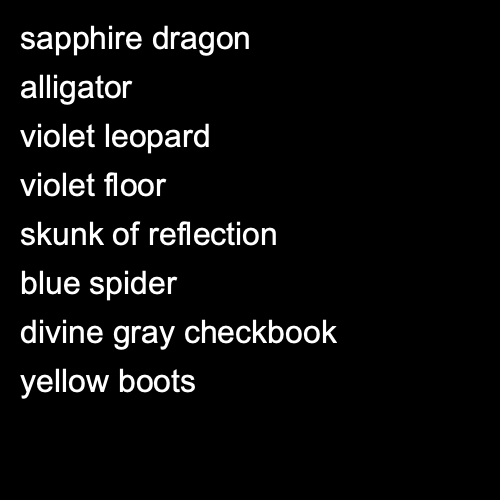 sapphire dragon
alligator
violet leopard
violet floor
skunk of reflection
blue spider
divine gray checkbook
yellow boots